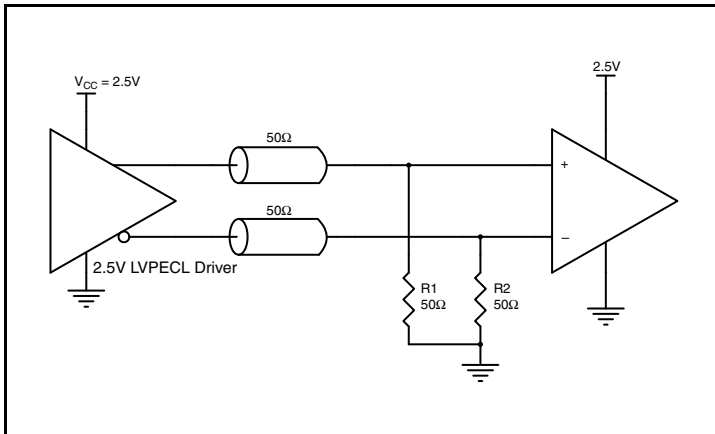 V_CC = 2.5V
2.5V
50Ω
50Ω
+
−
2.5V LVPECL Driver
R1
50Ω
R2
50Ω